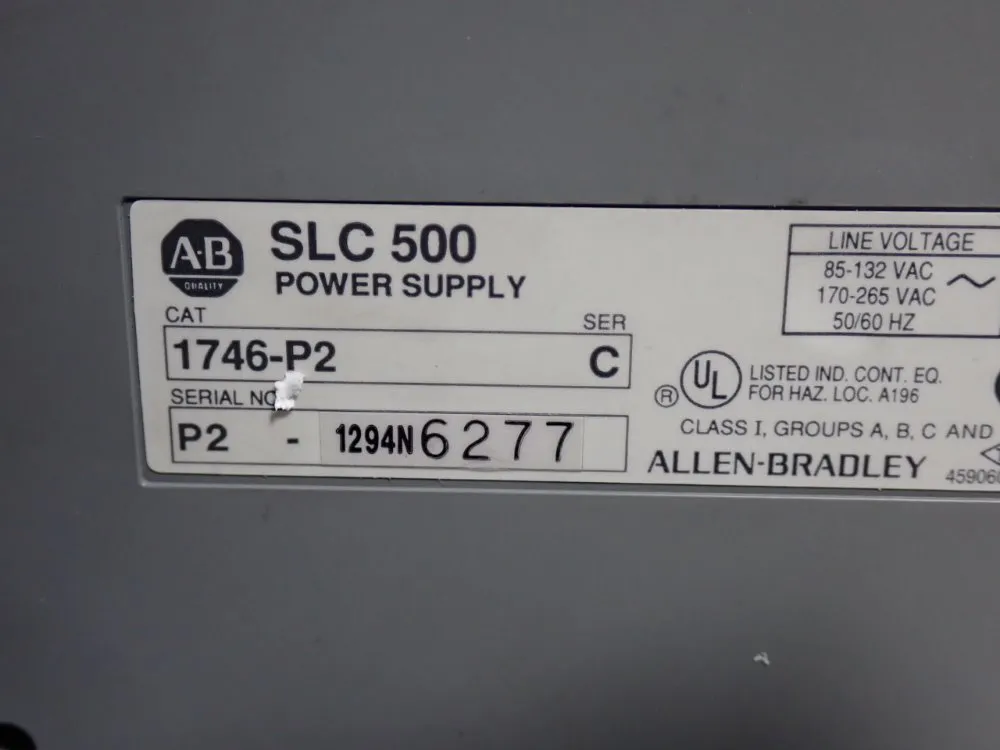 A-B
QUALITY
SLC 500
POWER SUPPLY
CAT
SER
1746-P2
C
SERIAL NO
P2 - 1294N6277
LINE VOLTAGE
85-132 VAC
170-265 VAC
50/60 HZ
UL
®
LISTED IND. CONT. EQ.
FOR HAZ. LOC. A196
CLASS I, GROUPS A, B, C AND
ALLEN-BRADLEY